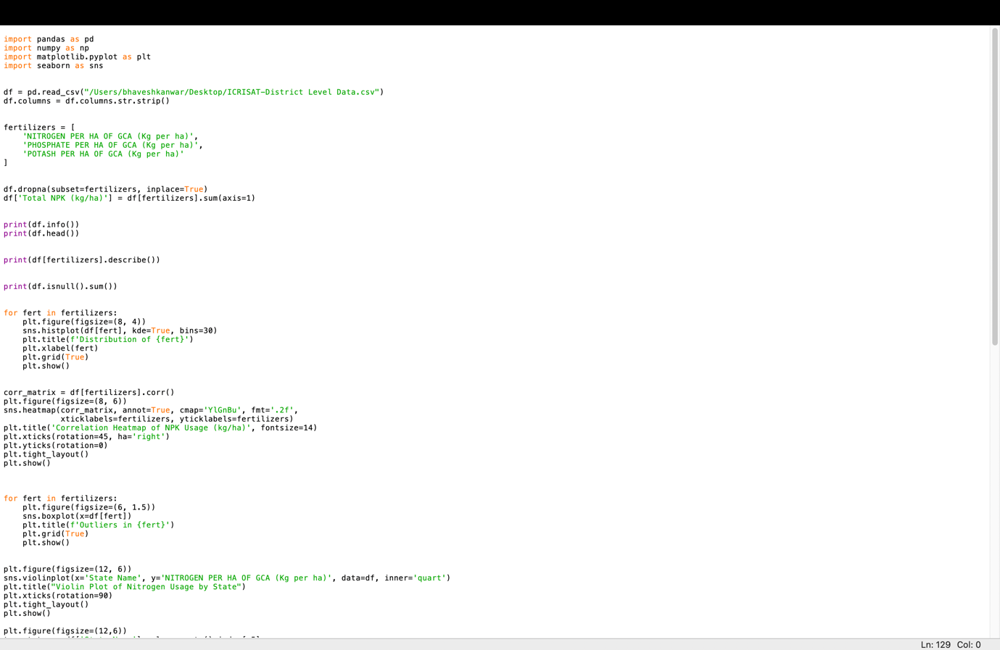 import pandas as pd
import numpy as np
import matplotlib.pyplot as plt
import seaborn as sns
df = pd.read_csv("/Users/bhaveshkanwar/Desktop/ICRISAT-District Level Data.csv")
df.columns = df.columns.str.strip()
fertilizers = [
    'NITROGEN PER HA OF GCA (Kg per ha)',
    'PHOSPHATE PER HA OF GCA (Kg per ha)',
    'POTASH PER HA OF GCA (Kg per ha)'
]
df.dropna(subset=fertilizers, inplace=True)
df['Total NPK (kg/ha)'] = df[fertilizers].sum(axis=1)
print(df.info())
print(df.head())
print(df[fertilizers].describe())
print(df.isnull().sum())
for fert in fertilizers:
    plt.figure(figsize=(8, 4))
    sns.histplot(df[fert], kde=True, bins=30)
    plt.title(f'Distribution of {fert}')
    plt.xlabel(fert)
    plt.grid(True)
    plt.show()
corr_matrix = df[fertilizers].corr()
plt.figure(figsize=(8, 6))
sns.heatmap(corr_matrix, annot=True, cmap='YlGnBu', fmt='.2f',
            xticklabels=fertilizers, yticklabels=fertilizers)
plt.title('Correlation Heatmap of NPK Usage (kg/ha)', fontsize=14)
plt.xticks(rotation=45, ha='right')
plt.yticks(rotation=0)
plt.tight_layout()
plt.show()
for fert in fertilizers:
    plt.figure(figsize=(6, 1.5))
    sns.boxplot(x=df[fert])
    plt.title(f'Outliers in {fert}')
    plt.grid(True)
    plt.show()
plt.figure(figsize=(12, 6))
sns.violinplot(x='State Name', y='NITROGEN PER HA OF GCA (Kg per ha)', data=df, inner='quart')
plt.title("Violin Plot of Nitrogen Usage by State")
plt.xticks(rotation=90)
plt.tight_layout()
plt.show()
plt.figure(figsize=(12,6))
Ln: 129 Col: 0